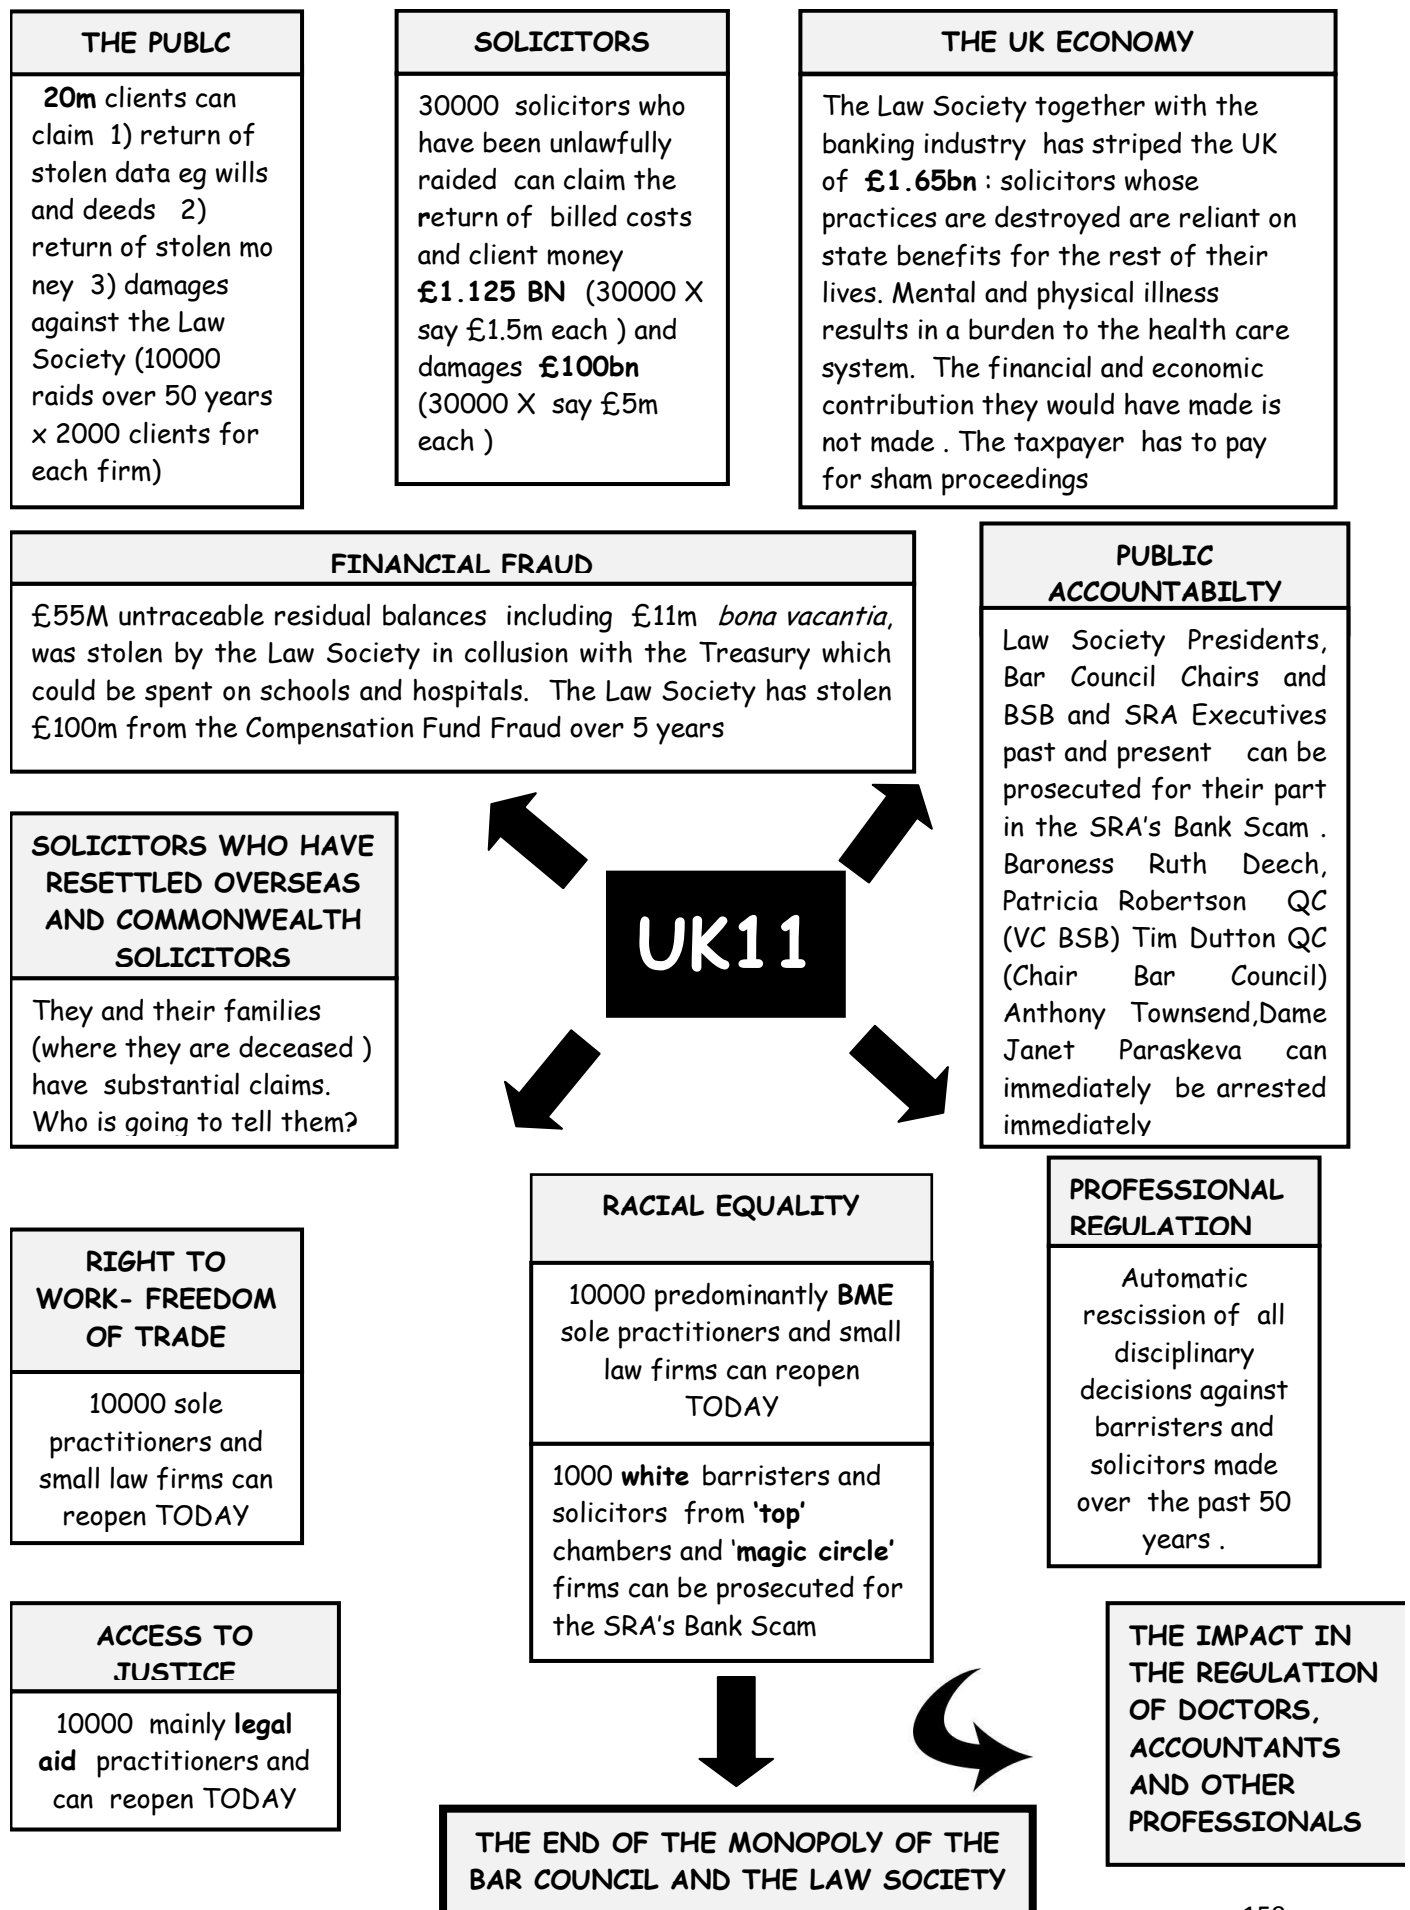 THE PUBLC
20m clients can
claim 1) return of
stolen data eg wills
and deeds 2)
return of stolen mo
ney 3) damages
against the Law
Society (10000
raids over 50 years
x 2000 clients for
each firm)
SOLICITORS
30000 solicitors who
have been unlawfully
raided can claim the
return of billed costs
and client money
£1.125 BN (30000 X
say £1.5m each ) and
damages £100bn
(30000 X say £5m
each )
THE UK ECONOMY
The Law Society together with the
banking industry has striped the UK
of £1.65bn : solicitors whose
practices are destroyed are reliant on
state benefits for the rest of their
lives. Mental and physical illness
results in a burden to the health care
system. The financial and economic
contribution they would have made is
not made . The taxpayer has to pay
for sham proceedings
FINANCIAL FRAUD
£55M untraceable residual balances including £11m bona vacantia,
was stolen by the Law Society in collusion with the Treasury which
could be spent on schools and hospitals. The Law Society has stolen
£100m from the Compensation Fund Fraud over 5 years
PUBLIC
ACCOUNTABILTY
Law Society Presidents,
Bar Council Chairs and
BSB and SRA Executives
past and present can be
prosecuted for their part
in the SRA's Bank Scam .
Baroness Ruth Deech,
Patricia Robertson QC
(VC BSB) Tim Dutton QC
(Chair Bar Council)
Anthony Townsend,Dame
Janet Paraskeva can
immediately be arrested
immediately
SOLICITORS WHO HAVE
RESETTLED OVERSEAS
AND COMMONWEALTH
SOLICITORS
They and their families
(where they are deceased )
have substantial claims.
Who is going to tell them?
UK11
RACIAL EQUALITY
10000 predominantly BME
sole practitioners and small
law firms can reopen
TODAY
1000 white barristers and
solicitors from ‘top’
chambers and ‘magic circle’
firms can be prosecuted for
the SRA's Bank Scam
PROFESSIONAL
REGULATION
Automatic
rescission of all
disciplinary
decisions against
barristers and
solicitors made
over the past 50
years .
RIGHT TO
WORK- FREEDOM
OF TRADE
10000 sole
practitioners and
small law firms can
reopen TODAY
ACCESS TO
JUSTICE
10000 mainly legal
aid practitioners and
can reopen TODAY
THE IMPACT IN
THE REGULATION
OF DOCTORS,
ACCOUNTANTS
AND OTHER
PROFESSIONALS
THE END OF THE MONOPOLY OF THE
BAR COUNCIL AND THE LAW SOCIETY